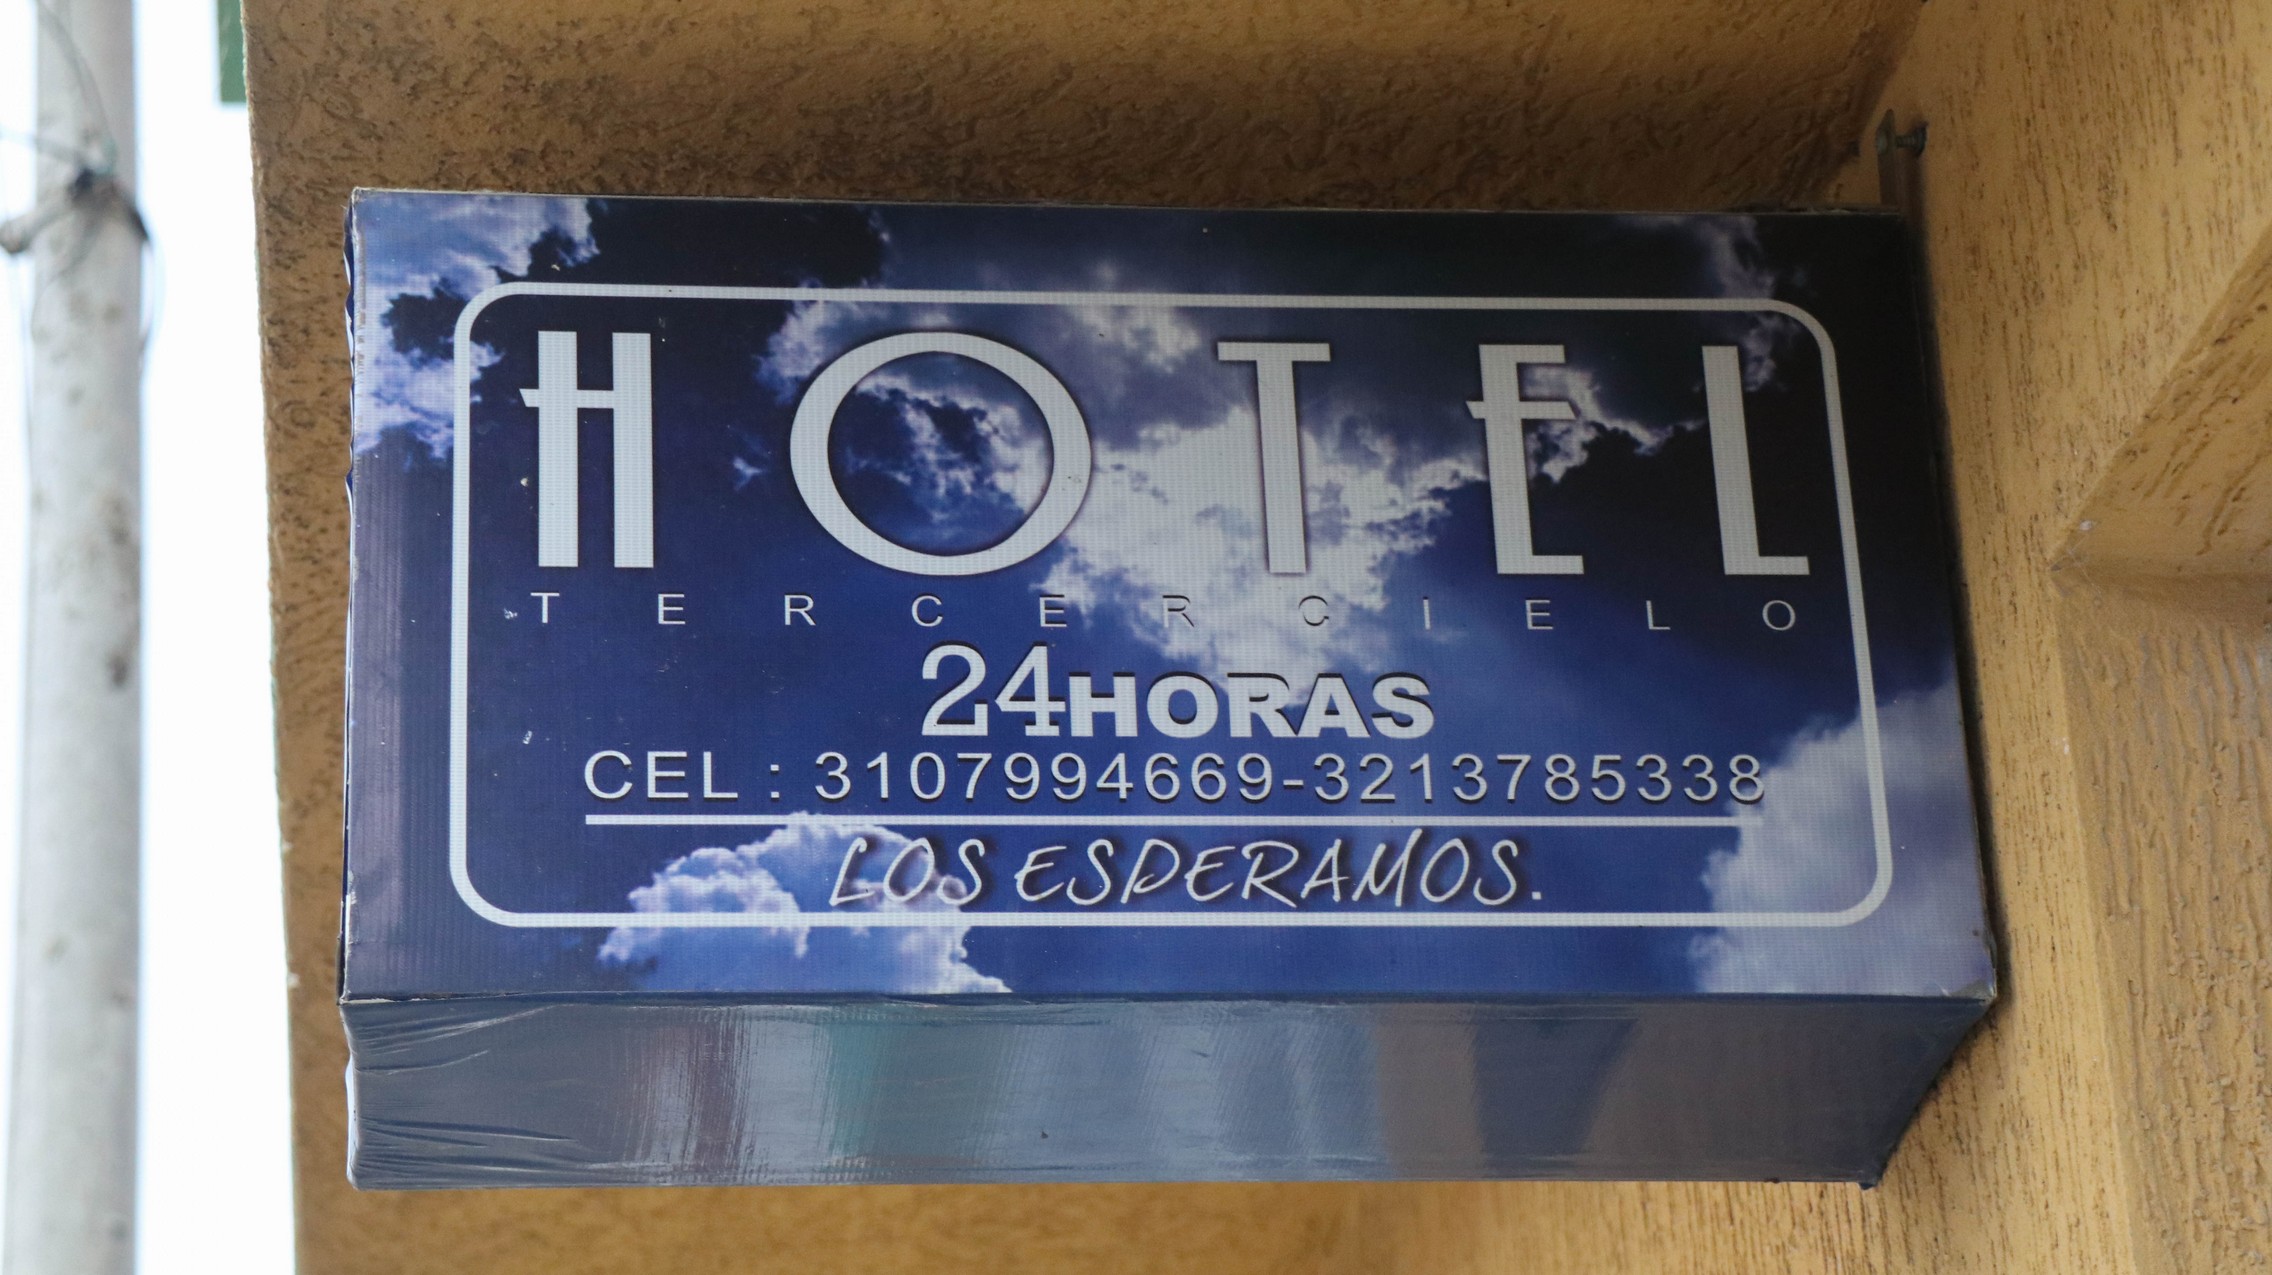 HOTEL
TERCERCIELO
24HORAS
CEL : 3107994669-3213785338
LOS ESPERAMOS.